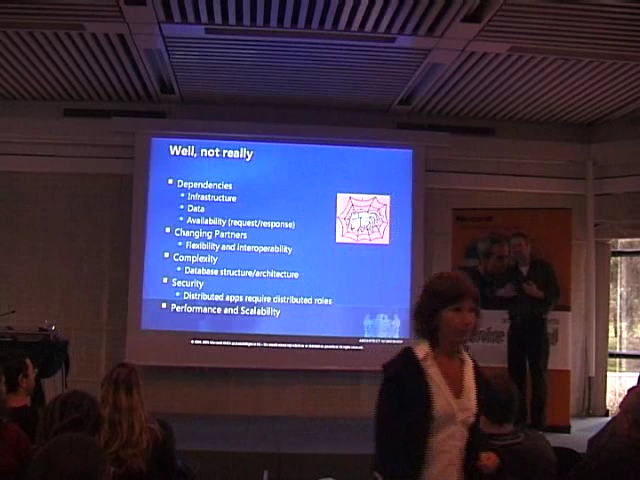 Well, not really
Dependencies
Infrastructure
Data
Availability (request/response)
Changing Partners
Flexibility and interoperability
Complexity
Database structure/architecture
Security
Distributed apps require distributed roles
Performance and Scalability